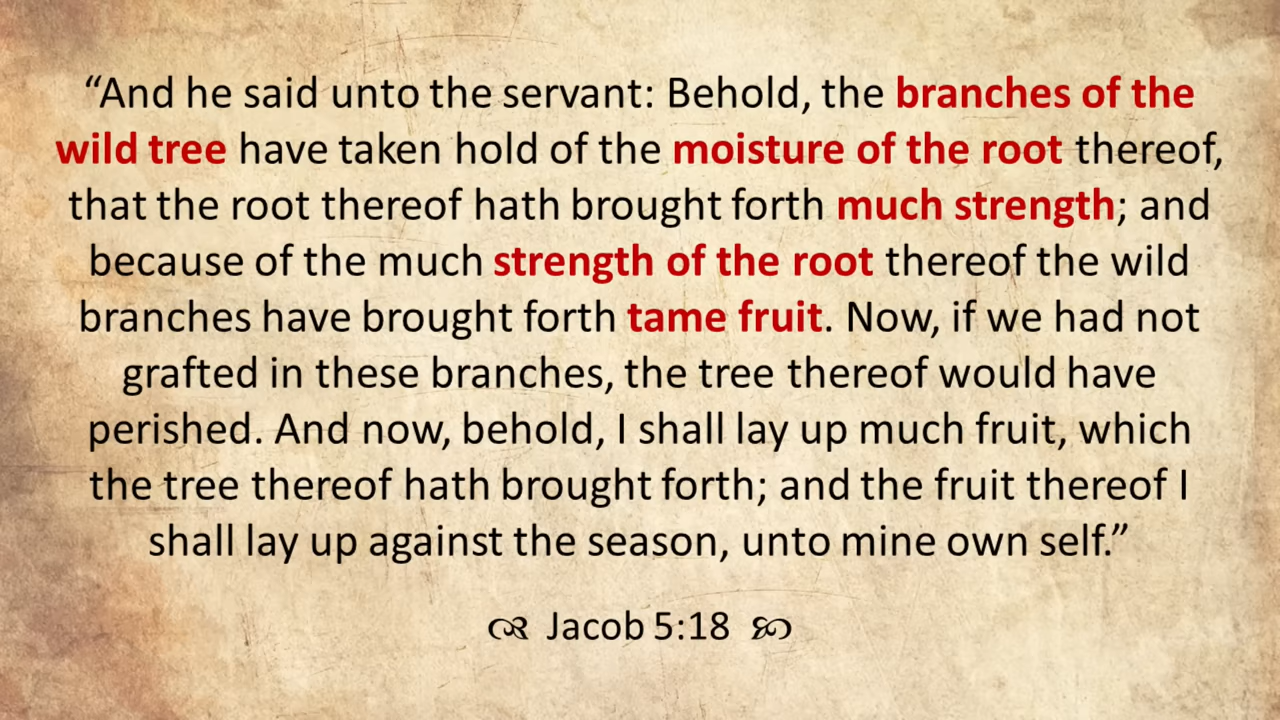 “And he said unto the servant: Behold, the branches of the
wild tree have taken hold of the moisture of the root thereof,
that the root thereof hath brought forth much strength; and
because of the much strength of the root thereof the wild
branches have brought forth tame fruit. Now, if we had not
grafted in these branches, the tree thereof would have
perished. And now, behold, I shall lay up much fruit, which
the tree thereof hath brought forth; and the fruit thereof I
shall lay up against the season, unto mine own self.”
Jacob 5:18